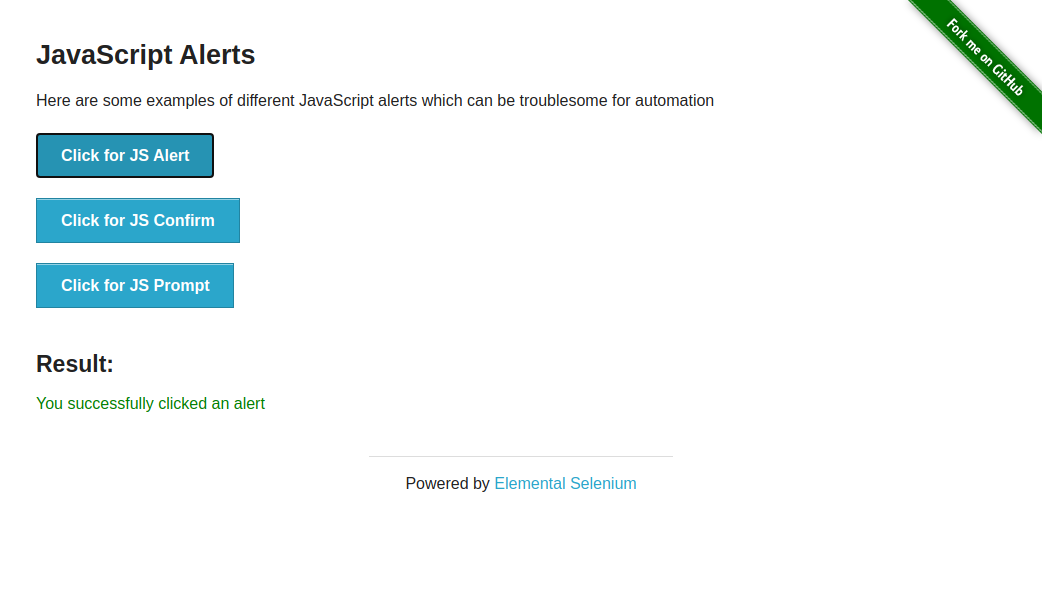 Fork me on GitHub
JavaScript Alerts
Here are some examples of different JavaScript alerts which can be troublesome for automation
Click for JS Alert
Click for JS Confirm
Click for JS Prompt
Result:
You successfully clicked an alert
Powered by Elemental Selenium